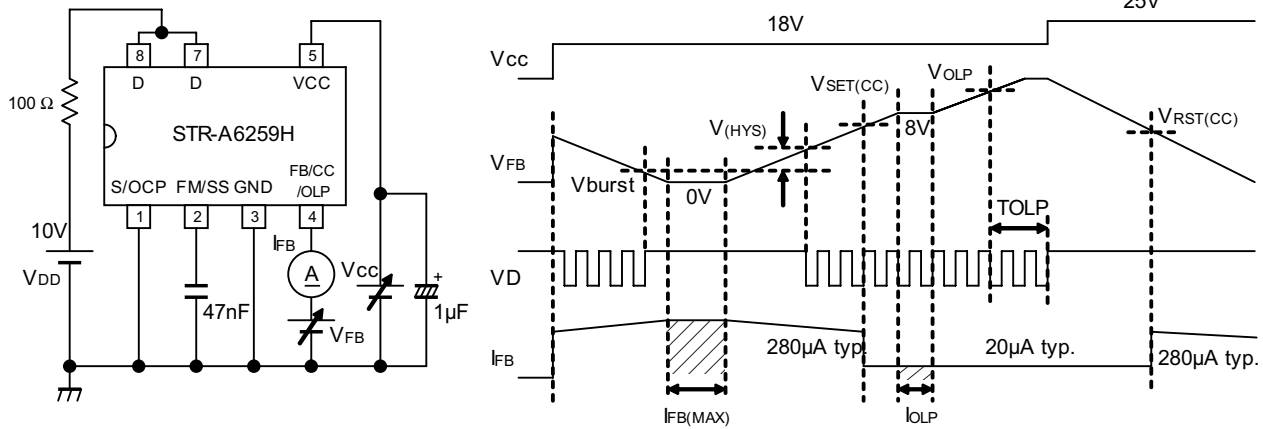 8
7
5
D
D
VCC
100 Ω
STR-A6259H
S/OCP
FM/SS
GND
FB/CC
/OLP
1
2
3
4
10V
VDD
47nF
IFB
A
VFB
Vcc
+
1µF
25V
18V
Vcc
VSET(CC)
VOLP
V(HYS)
8V
VRST(CC)
VFB
Vburst
0V
TOLP
VD
280µA typ.
20µA typ.
280µA typ.
IFB
IFB(MAX)
IOLP